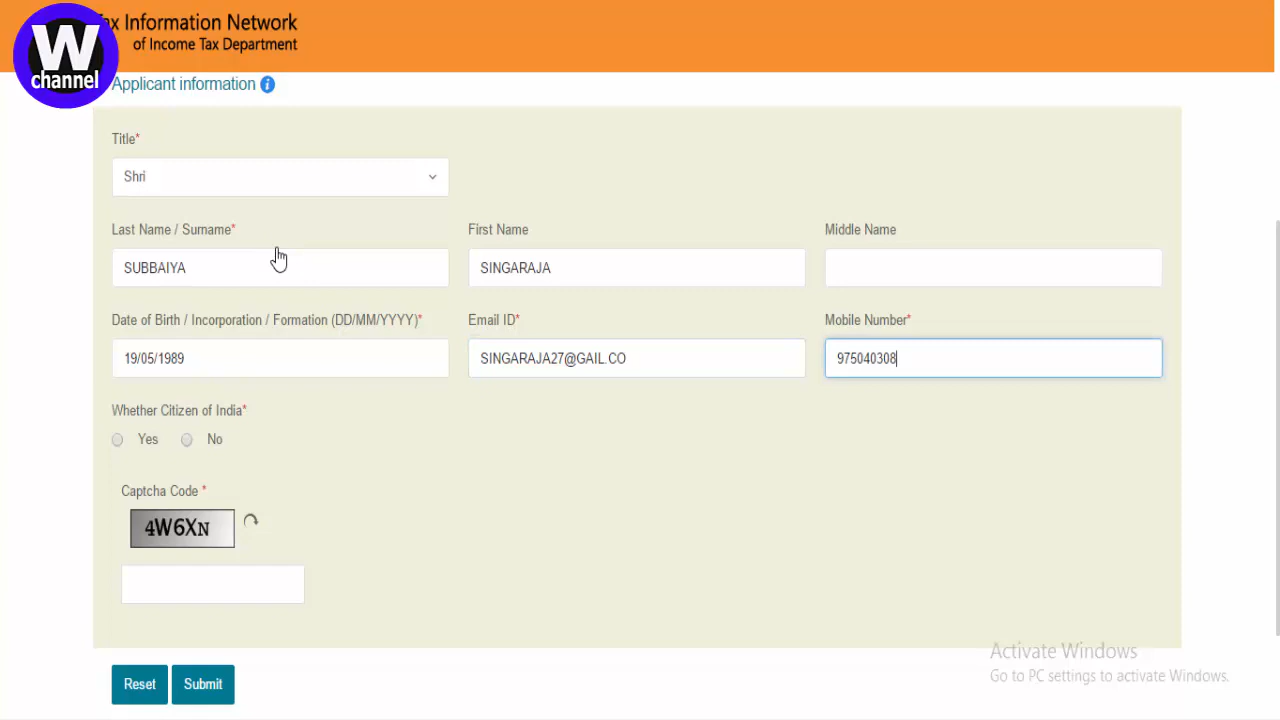 Tax Information Network
of Income Tax Department
W
channel
Applicant information
Title*
Shri
Last Name / Surname* First Name Middle Name
SUBBAIYA SINGARAJA
Date of Birth / Incorporation / Formation (DD/MM/YYYY)* Email ID* Mobile Number*
19/05/1989 SINGARAJA27@GAIL.CO 975040308
Whether Citizen of India*
Yes No
Captcha Code *
4W6XN
Reset Submit
Activate Windows
Go to PC settings to activate Windows.